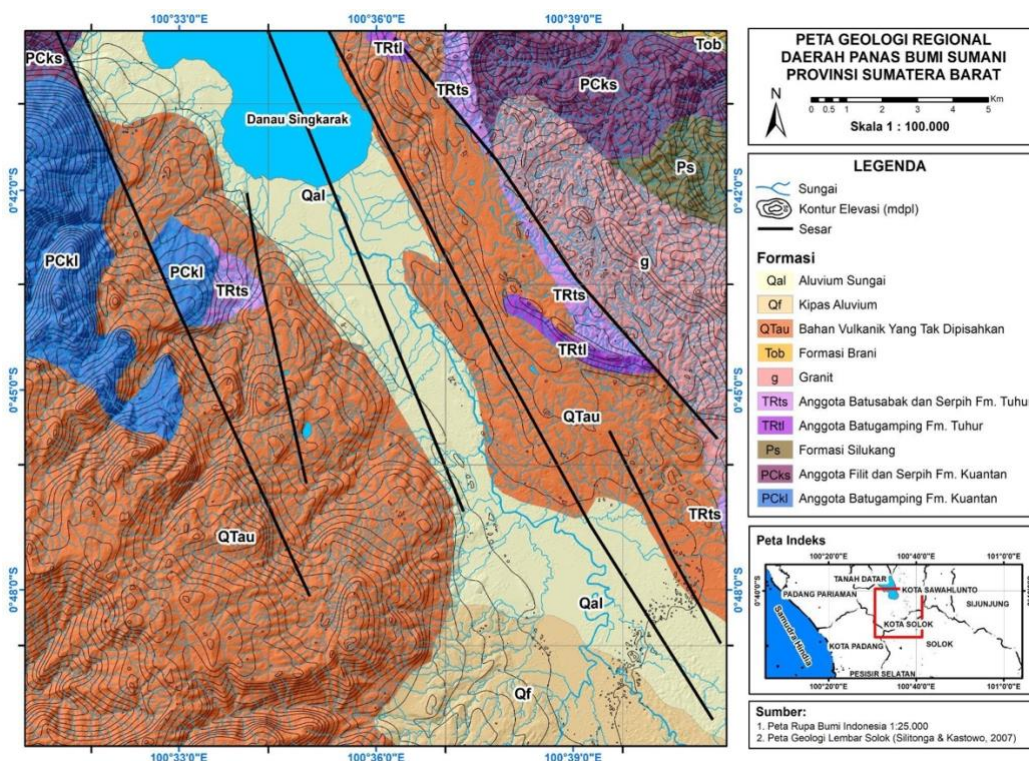 100°33'0"E 100°36'0"E 100°39'0"E
PCks
TRtl
Tob
TRts
PCks
Danau Singkarak
Ps
0°42'0"S
0°42'0"S
Qal
PCkl
PCkl
g
TRts
TRts
TRtl
0°45'0"S
0°45'0"S
QTau
TRts
QTau
0°48'0"S
0°48'0"S
Qal
Qf
100°33'0"E 100°36'0"E 100°39'0"E
PETA GEOLOGI REGIONAL
DAERAH PANAS BUMI SUMANI
PROVINSI SUMATERA BARAT
N
0 0.5 1 2 3 4 5
Km
Skala 1 : 100.000
LEGENDA
Sungai
Kontur Elevasi (mdpl)
Sesar
Formasi
Qal Aluvium Sungai
Qf Kipas Aluvium
QTau Bahan Vulkanik Yang Tak Dipisahkan
Tob Formasi Brani
g Granit
TRts Anggota Batusabak dan Serpih Fm. Tuhur
TRtl Anggota Batugamping Fm. Tuhur
Ps Formasi Silukang
PCks Anggota Filit dan Serpih Fm. Kuantan
PCkl Anggota Batugamping Fm. Kuantan
Peta Indeks
100°20'0"E 100°40'0"E 101°0'0"E
TANAH DATAR
0°40'0"S
KOTA SAWAHLUNTO
PADANG PARIAMAN
SIJUNJUNG
Samudra Hindia
KOTA SOLOK
KOTA PADANG
SOLOK
PESISIR SELATAN
100°20'0"E 100°40'0"E 101°0'0"E
Sumber:
1. Peta Rupa Bumi Indonesia 1:25.000
2. Peta Geologi Lembar Solok (Silitonga & Kastowo, 2007)